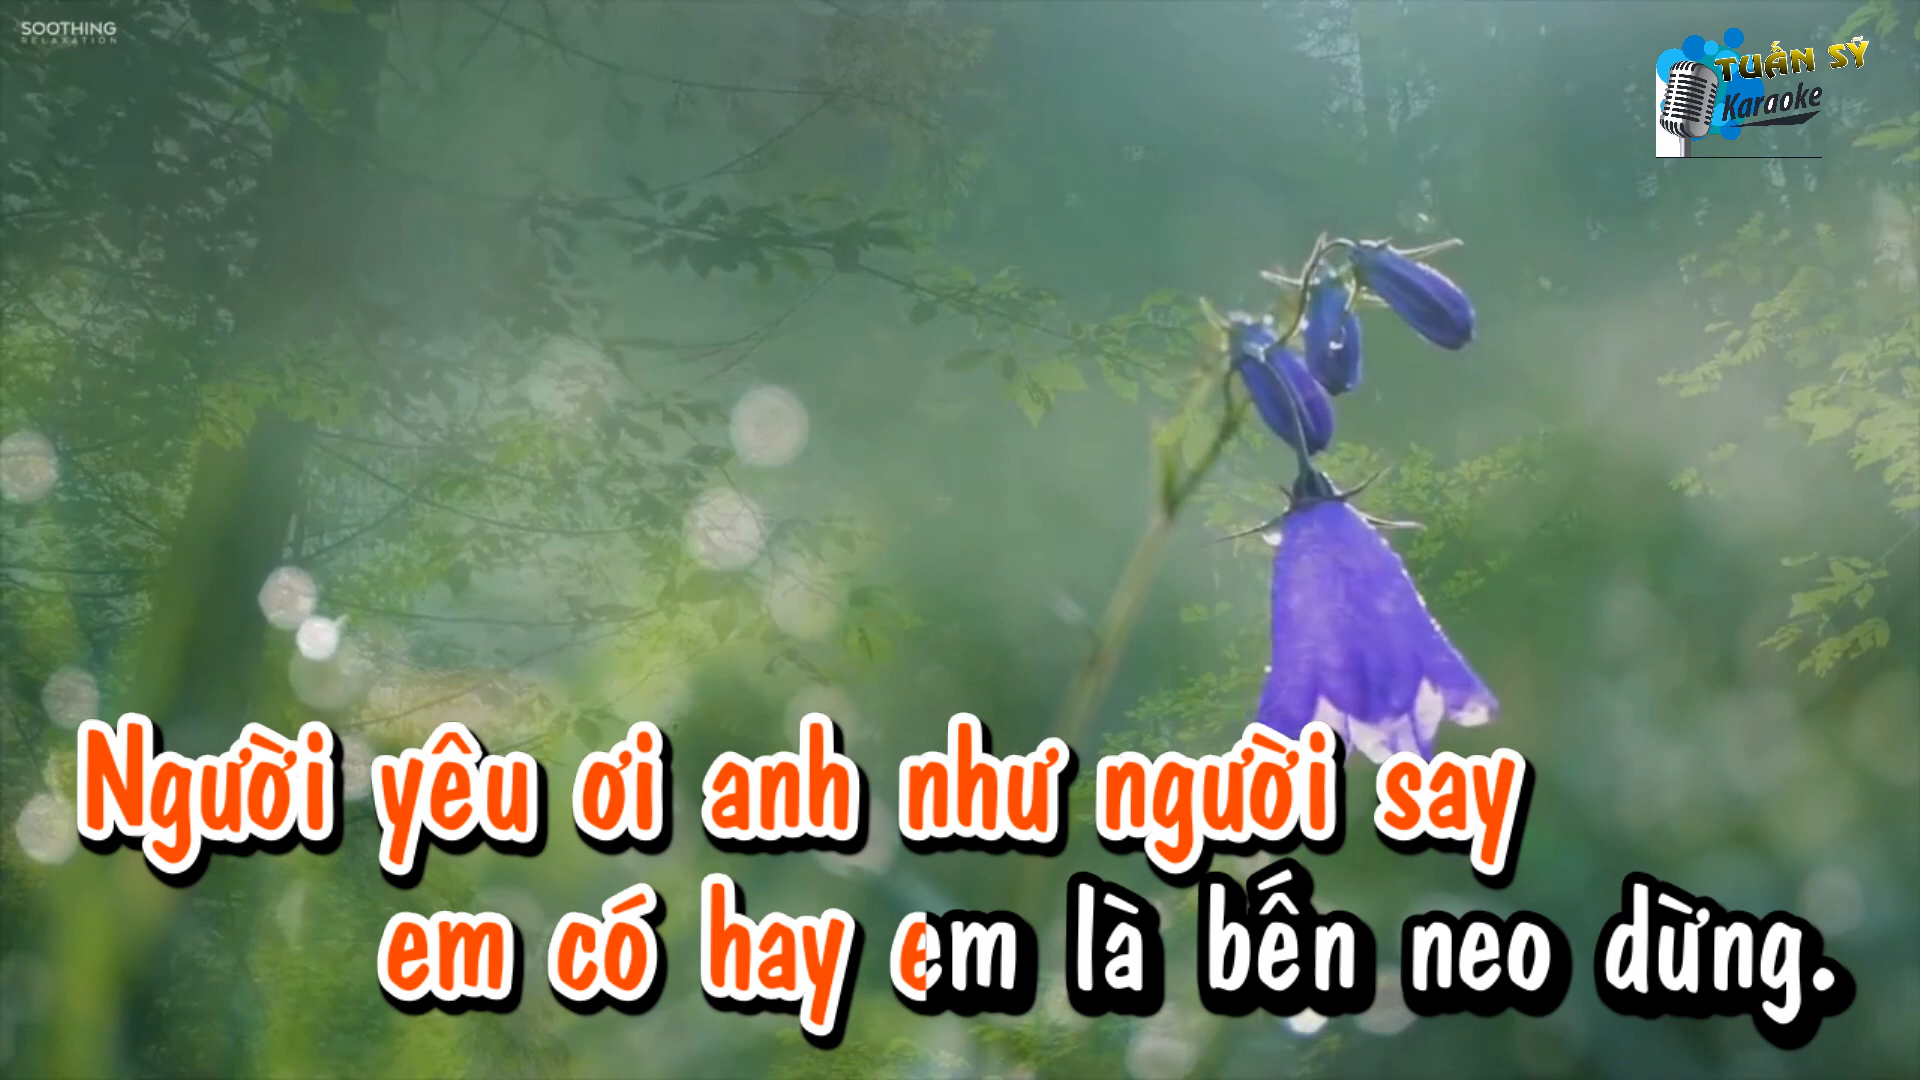 SOOTHING
RELAXATION
TUẤN SỸ
Karaoke
Người yêu ơi anh như người say
em có hay em là bến neo dừng.